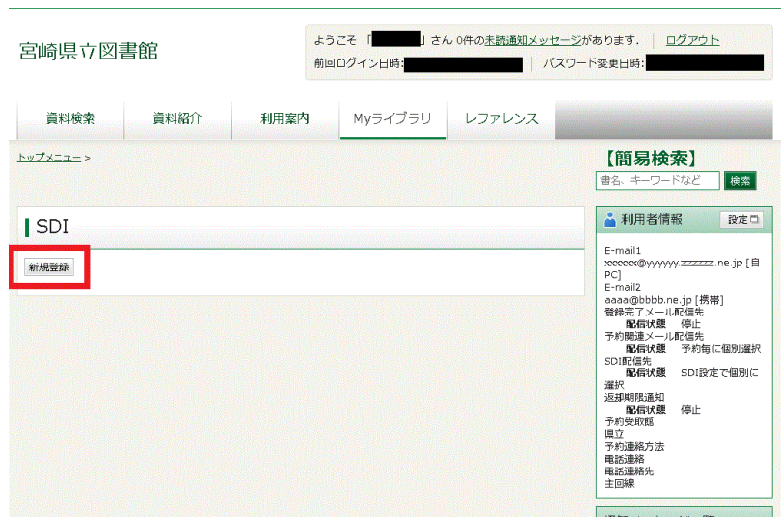 ようこそ 「 」さん 0件の未読通知メッセージがあります. ログアウト
宮崎県立図書館
前回ログイン日時: パスワード変更日時:
資料検索 資料紹介 利用案内 Myライブラリ レファレンス
トップメニュー >
【簡易検索】
書名、キーワードなど 検索
SDI
新規登録
利用者情報 設定
E-mail1
@yyyyyy.zzzzzz.ne.jp [自
PC]
E-mail2
aaaa@bbbb.ne.jp [携帯]
登録完了メール配信先
配信状態 停止
予約関連メール配信先
配信状態 予約毎に個別選択
SDI配信先
配信状態 SDI設定で個別に
選択
返却期限通知
配信状態 停止
予約受取館
県立
予約連絡方法
電話連絡
電話連絡先
主回線